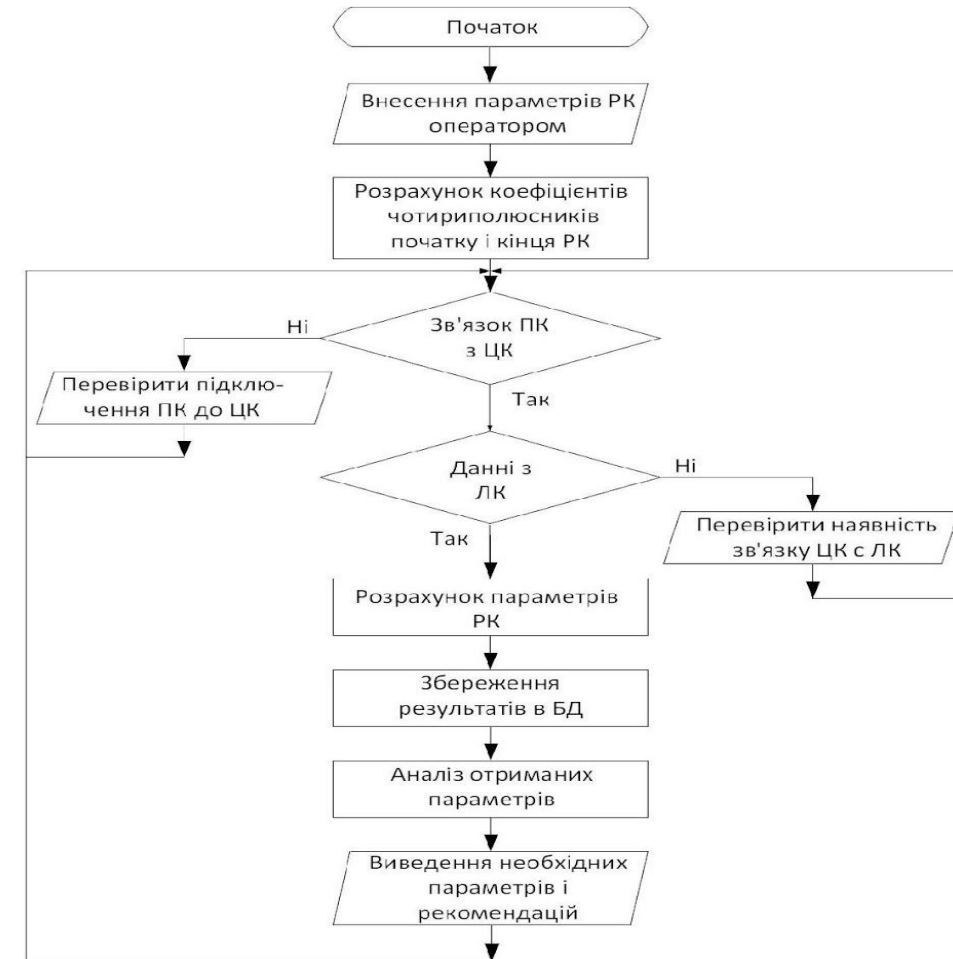 Початок
Внесення параметрів РК
оператором
Розрахунок коефіцієнтів
чотириполюсників
початку і кінця РК
Зв'язок ПК
з ЦК
Ні
Перевірити підклю-
чення ПК до ЦК
Так
Данні з
ЛК
Ні
Перевірити наявність
зв'язку ЦК с ЛК
Так
Розрахунок параметрів
РК
Збереження
результатів в БД
Аналіз отриманих
параметрів
Виведення необхідних
параметрів і
рекомендацій